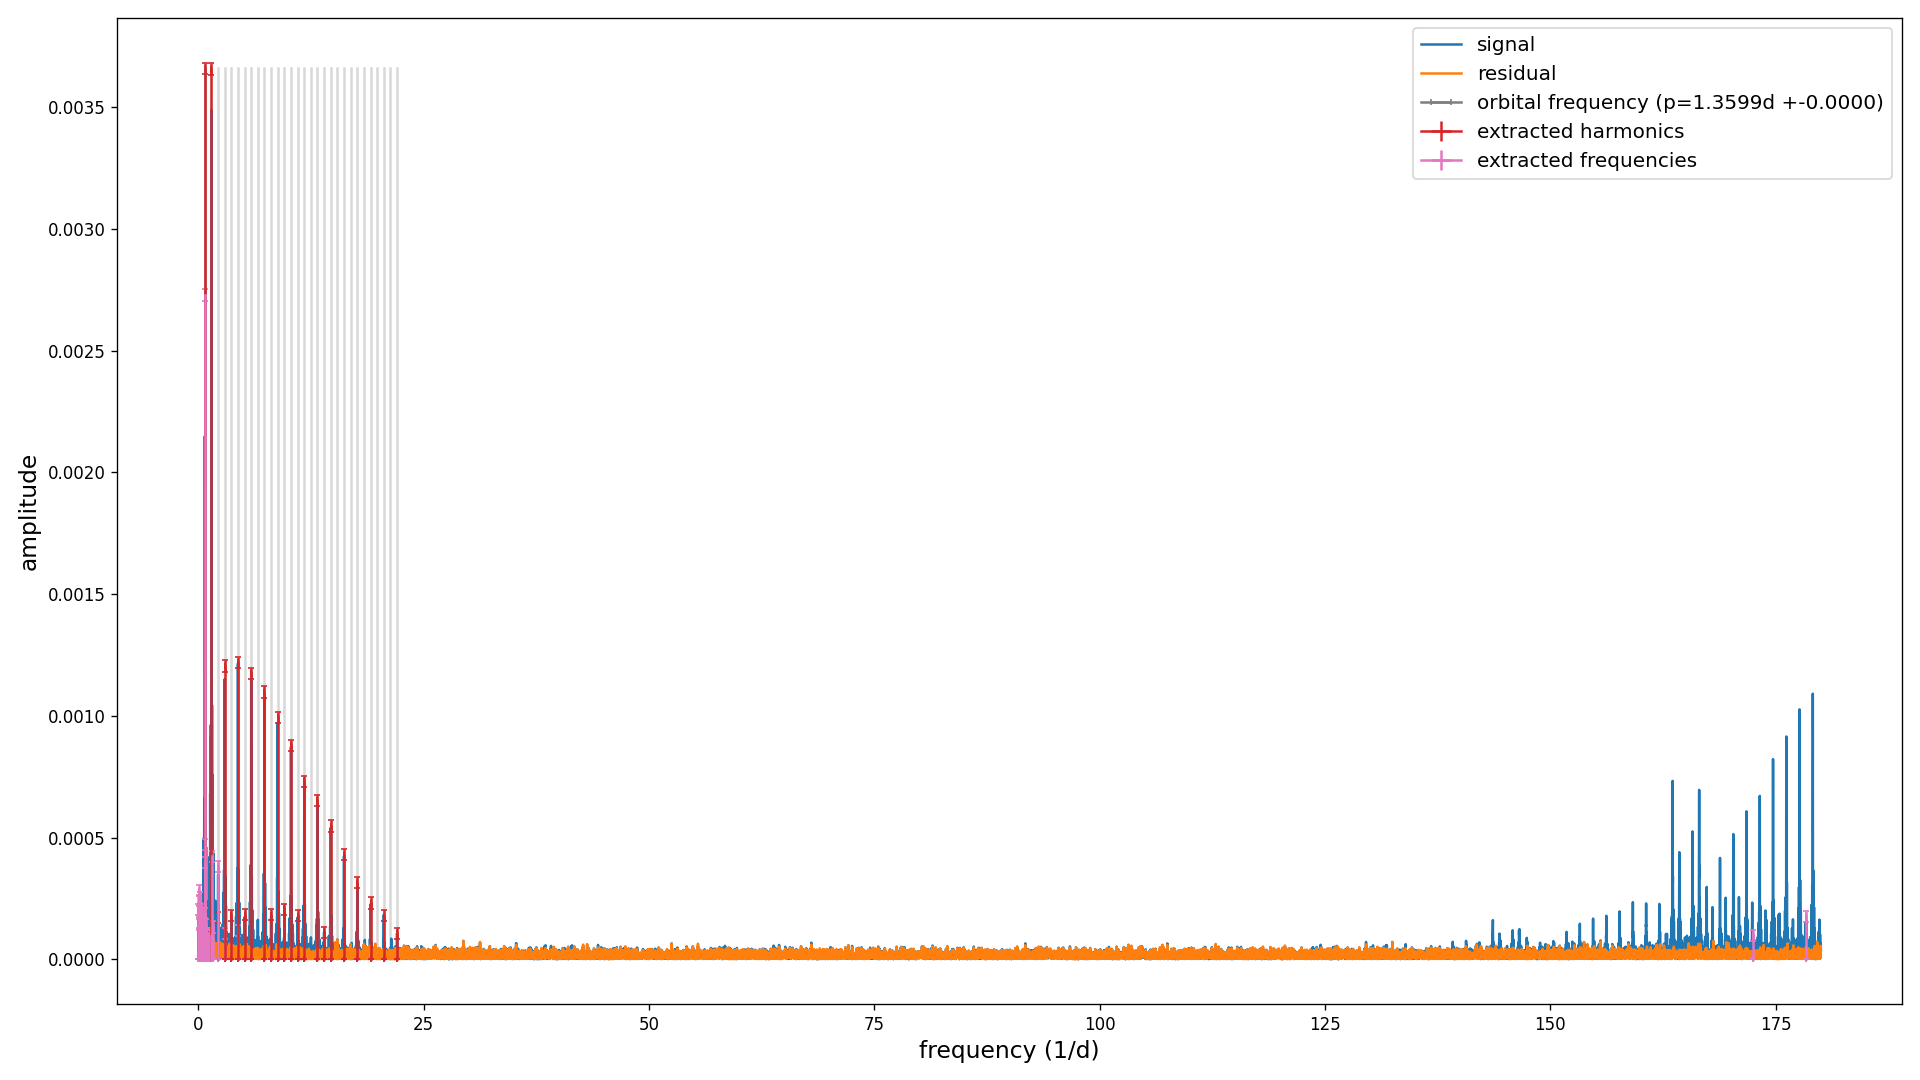 signal
residual
orbital frequency (p=1.3599d +-0.0000)
extracted harmonics
extracted frequencies
amplitude
0.0035
0.0030
0.0025
0.0020
0.0015
0.0010
0.0005
0.0000
0 25 50 75 100 125 150 175
frequency (1/d)